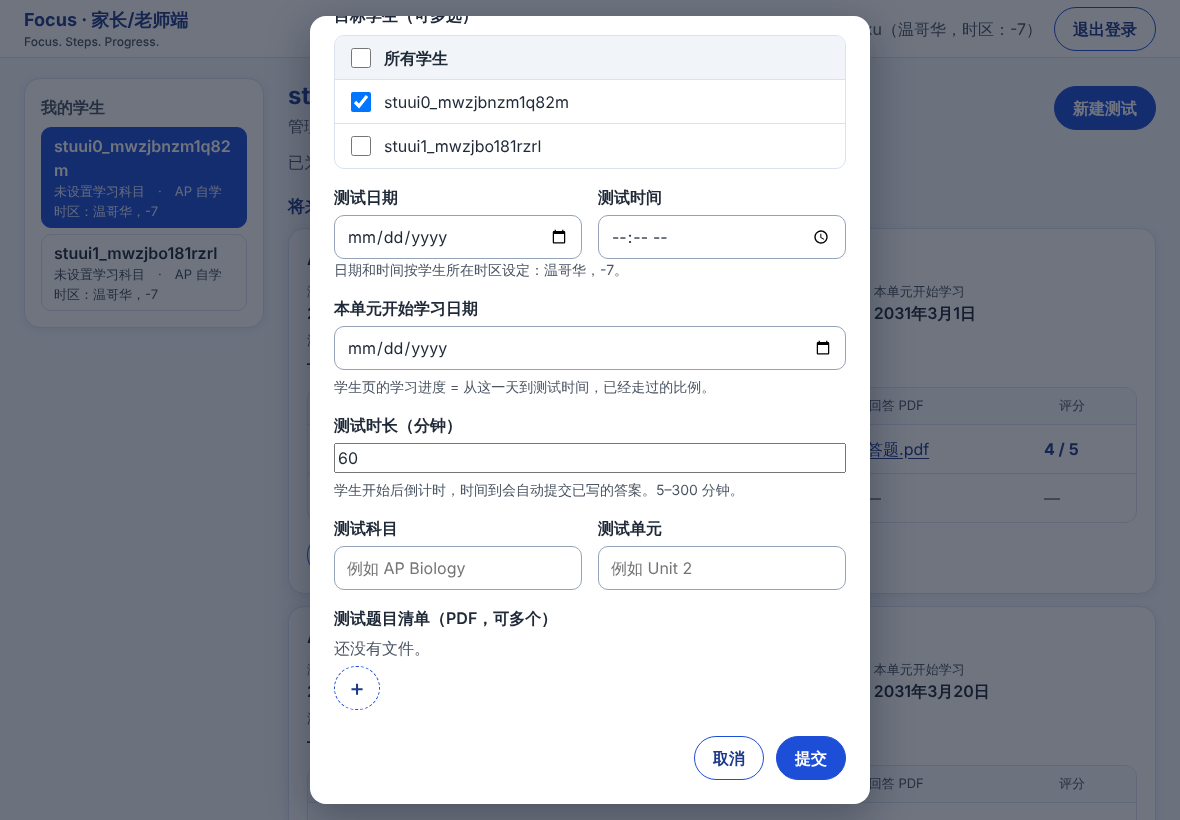 Focus · 家长/老师端
Focus. Steps. Progress.
（温哥华，时区：-7）
退出登录
我的学生
stuui0_mwzjbnzm1q82m
未设置学习科目 · AP 自学
时区：温哥华，-7
stuui1_mwzjbo181rzrl
未设置学习科目 · AP 自学
时区：温哥华，-7
新建测试
目标学生（可多选）
所有学生
stuui0_mwzjbnzm1q82m
stuui1_mwzjbo181rzrl
测试日期
测试时间
mm/dd/yyyy
--:-- --
日期和时间按学生所在时区设定：温哥华，-7。
本单元开始学习日期
mm/dd/yyyy
学生页的学习进度 = 从这一天到测试时间，已经走过的比例。
测试时长（分钟）
60
学生开始后倒计时，时间到会自动提交已写的答案。5–300 分钟。
测试科目
测试单元
例如 AP Biology
例如 Unit 2
测试题目清单（PDF，可多个）
还没有文件。
+
取消
提交
本单元开始学习
2031年3月1日
回答 PDF
评分
答题.pdf
4 / 5
—
—
本单元开始学习
2031年3月20日
回答 PDF
评分